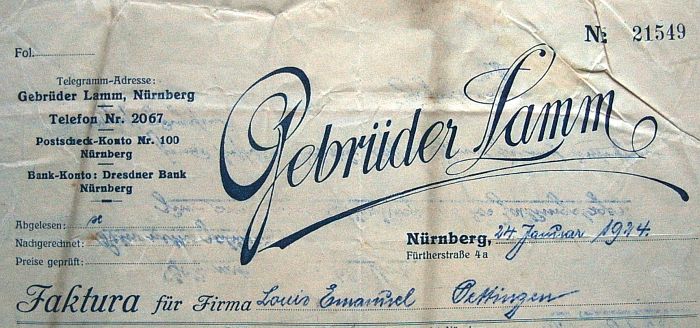 Nº 21549
Fol.
Telegramm-Adresse:
Gebrüder Lamm, Nürnberg
Telefon Nr. 2067
Postscheck-Konto Nr. 100
Nürnberg
Bank-Konto: Dresdner Bank
Nürnberg
Gebrüder Lamm
Abgelesen:
Nachgerechnet:
Preise geprüft:
Nürnberg, 24 Januar 1924.
Fürtherstraße 4a
Faktura für Firma Louis Emanuel Oettingen